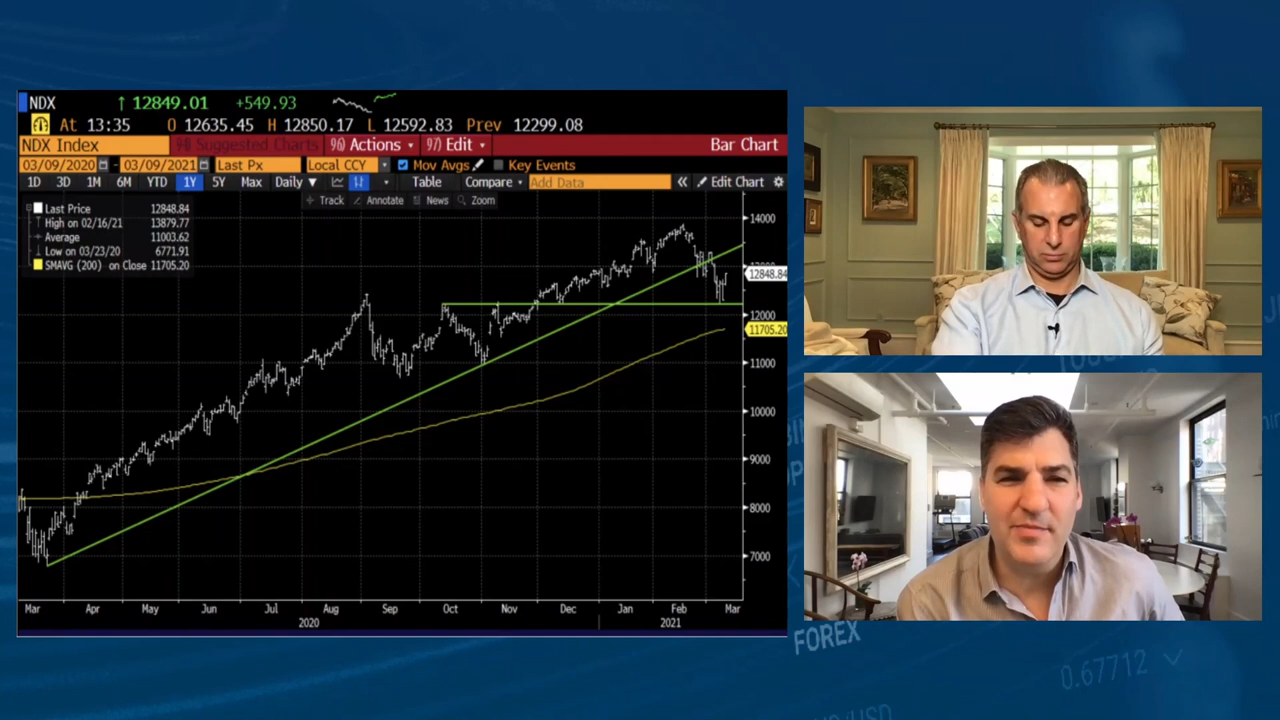 NDX ↑ 12849.01 +549.93
At 13:35 O 12635.45 H 12850.17 L 12592.83 Prev 12299.08
NDX Index 94) Suggested Charts 96) Actions 97) Edit Bar Chart
03/09/2020 - 03/09/2021 Last Px Local CCY Mov Avgs Key Events
1D 3D 1M 6M YTD 1Y 5Y Max Daily ▼ Table Compare Add Data « Edit Chart
Track Annotate News Zoom
Last Price 12848.84
High on 02/16/21 13879.77
Average 11003.62
Low on 03/23/20 6771.91
SMAVG (200) on Close 11705.20
14000
12848.84
12000
11705.20
11000
10000
9000
8000
7000
Mar Apr May Jun Jul Aug Sep Oct Nov Dec Jan Feb Mar
2020 2021
FOREX
0.67712